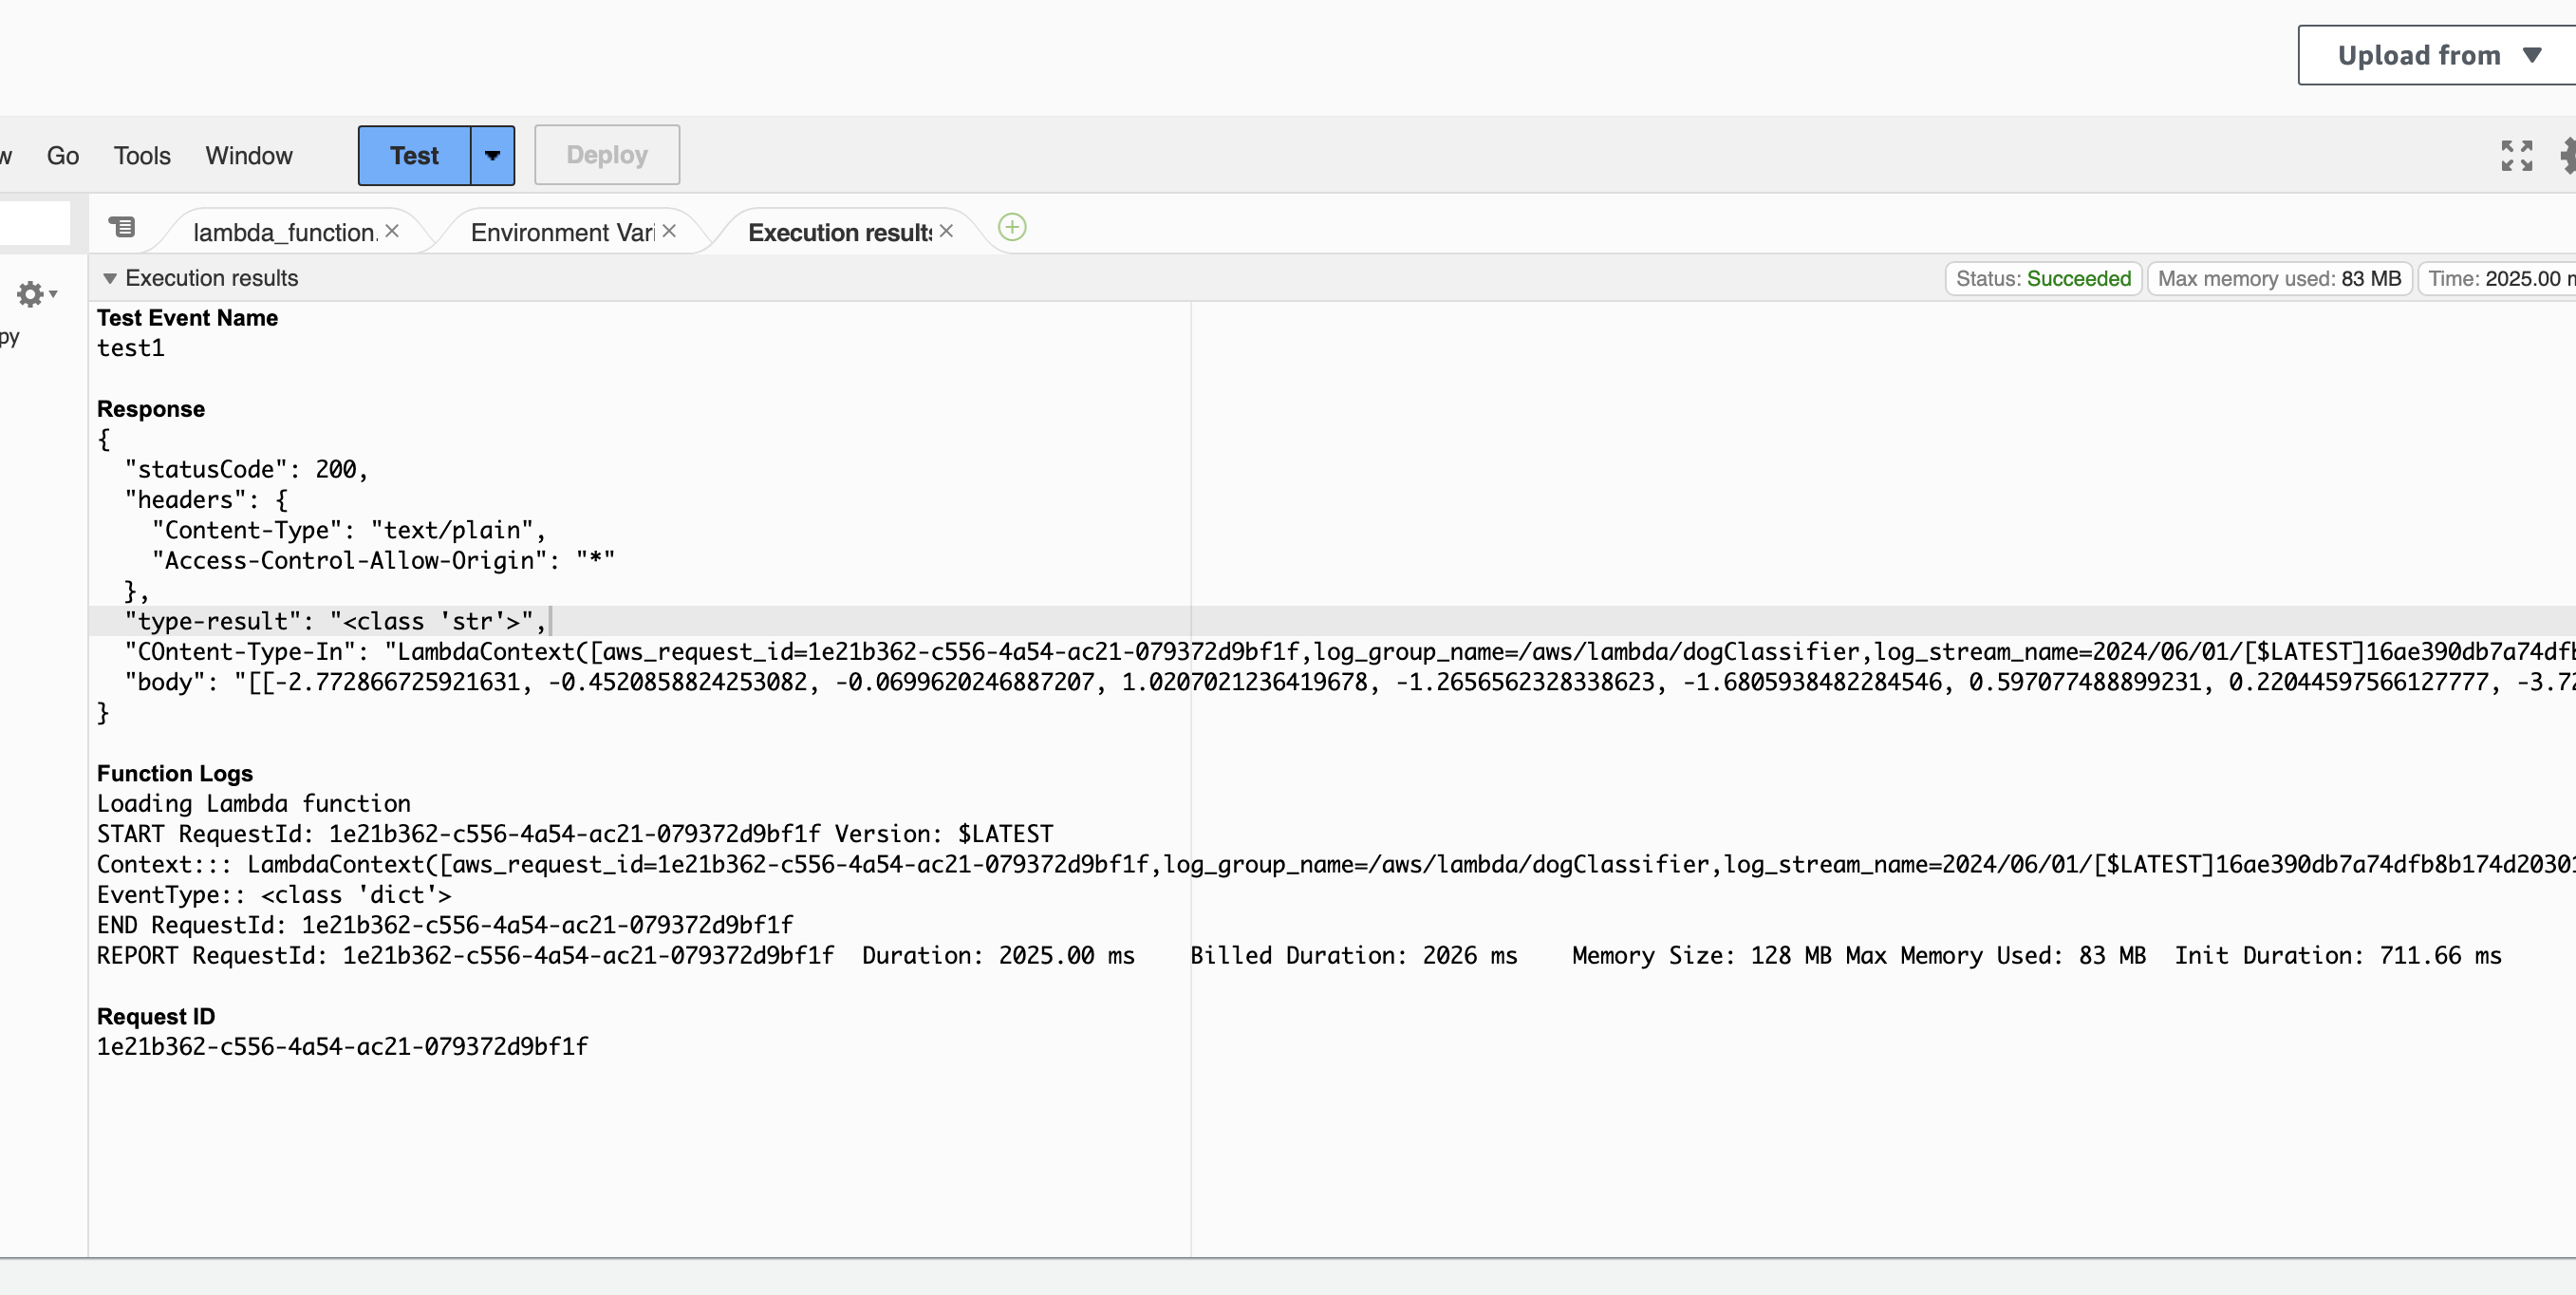 Upload from
Go Tools Window Test Deploy
lambda_function. Environment Vari Execution results
Execution results Status: Succeeded Max memory used: 83 MB Time: 2025.00
py
Test Event Name
test1
Response
{
"statusCode": 200,
"headers": {
"Content-Type": "text/plain",
"Access-Control-Allow-Origin": "*"
},
"type-result": "<class 'str'>",
"COntent-Type-In": "LambdaContext([aws_request_id=1e21b362-c556-4a54-ac21-079372d9bf1f,log_group_name=/aws/lambda/dogClassifier,log_stream_name=2024/06/01/[$LATEST]16ae390db7a74dfb
"body": "[[-2.772866725921631, -0.4520858824253082, -0.0699620246887207, 1.0207021236419678, -1.2656562328338623, -1.6805938482284546, 0.597077488899231, 0.22044597566127777, -3.72
}
Function Logs
Loading Lambda function
START RequestId: 1e21b362-c556-4a54-ac21-079372d9bf1f Version: $LATEST
Context::: LambdaContext([aws_request_id=1e21b362-c556-4a54-ac21-079372d9bf1f,log_group_name=/aws/lambda/dogClassifier,log_stream_name=2024/06/01/[$LATEST]16ae390db7a74dfb8b174d20301
EventType:: <class 'dict'>
END RequestId: 1e21b362-c556-4a54-ac21-079372d9bf1f
REPORT RequestId: 1e21b362-c556-4a54-ac21-079372d9bf1f Duration: 2025.00 ms Billed Duration: 2026 ms Memory Size: 128 MB Max Memory Used: 83 MB Init Duration: 711.66 ms
Request ID
1e21b362-c556-4a54-ac21-079372d9bf1f